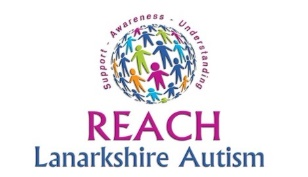 Support - Awareness - Understanding
REACH
Lanarkshire Autism